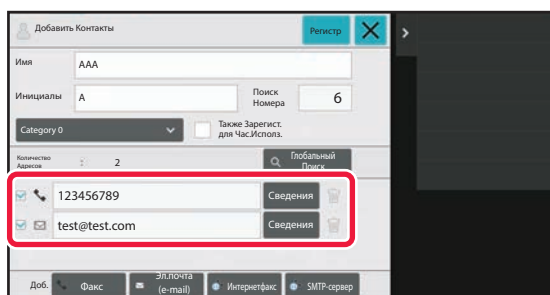 Добавить Контакты
Регистр
Имя
AAA
Инициалы
A
Поиск
Номера
6
Category 0
Также Зарегист.
для Час.Исполз.
Количество
Адресов
:
2
Глобальный
Поиск
123456789
Сведения
test@test.com
Сведения
Доб.
Факс
Эл.почта
(e-mail)
Интернетфакс
SMTP-сервер